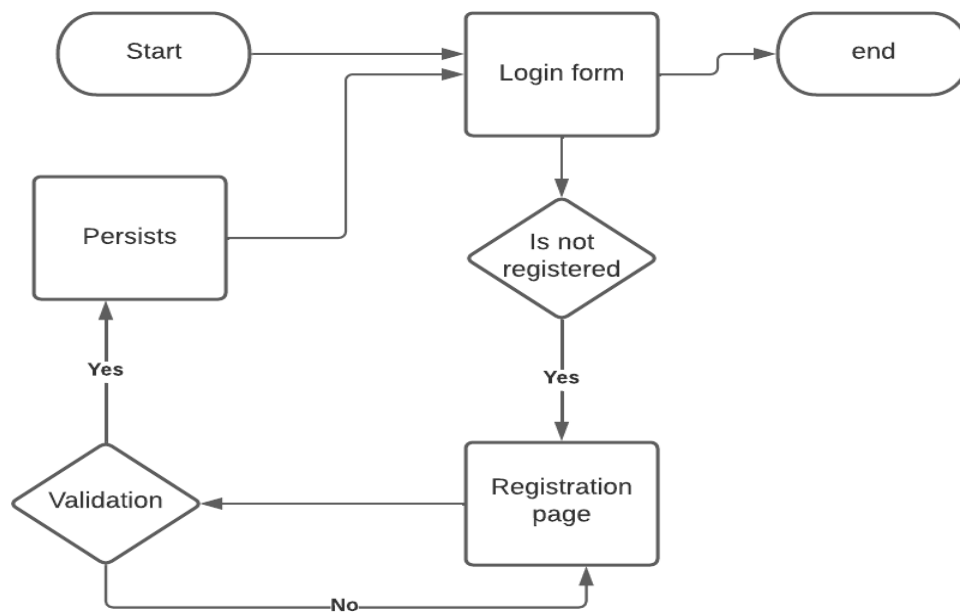 Start
Login form
end
Persists
Is not
registered
Yes
Yes
Registration
page
Validation
No